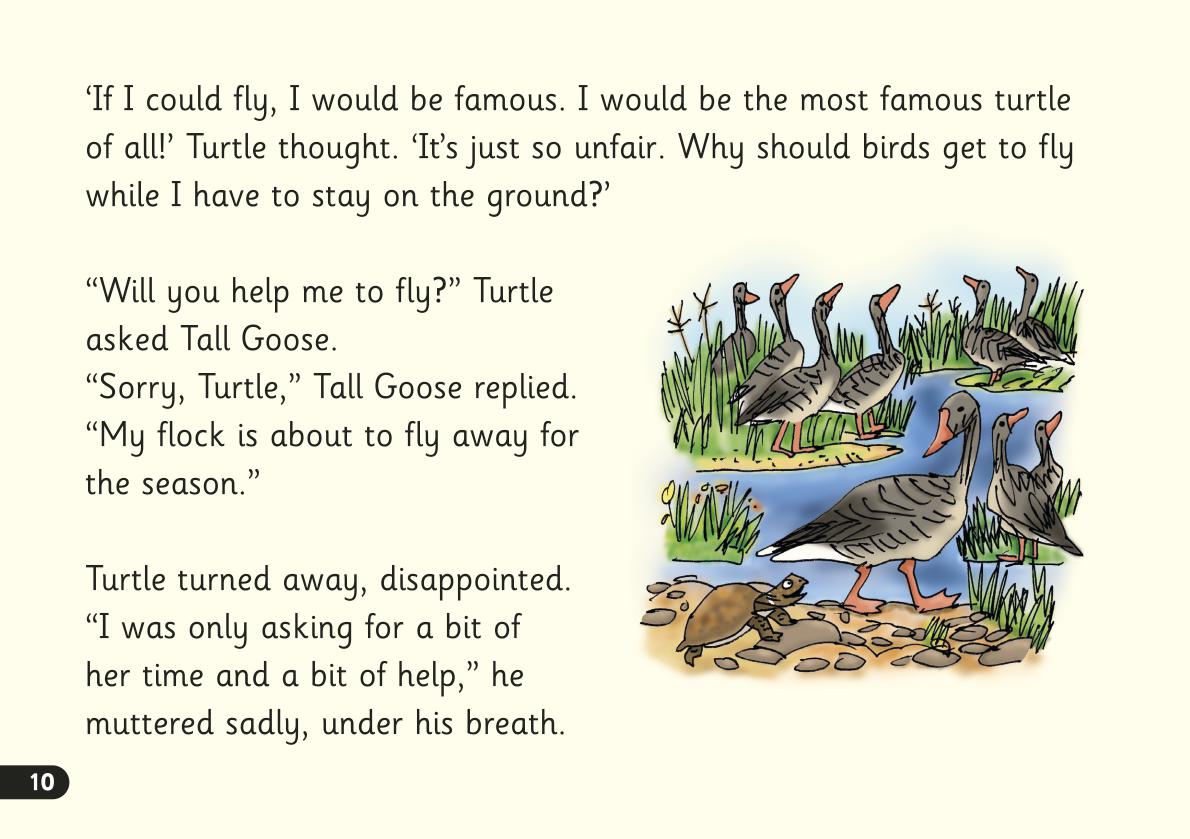 ‘If I could fly, I would be famous. I would be the most famous turtle
of all!’ Turtle thought. ‘It’s just so unfair. Why should birds get to fly
while I have to stay on the ground?’
“Will you help me to fly?” Turtle
asked Tall Goose.
“Sorry, Turtle,” Tall Goose replied.
“My flock is about to fly away for
the season.”
Turtle turned away, disappointed.
“I was only asking for a bit of
her time and a bit of help,” he
muttered sadly, under his breath.
10